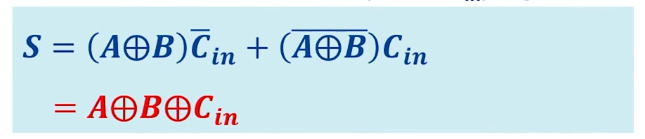 S = (A⊕B)C̅ᵢₙ + (A̅⊕̅B̅)Cᵢₙ
= A⊕B⊕Cᵢₙ